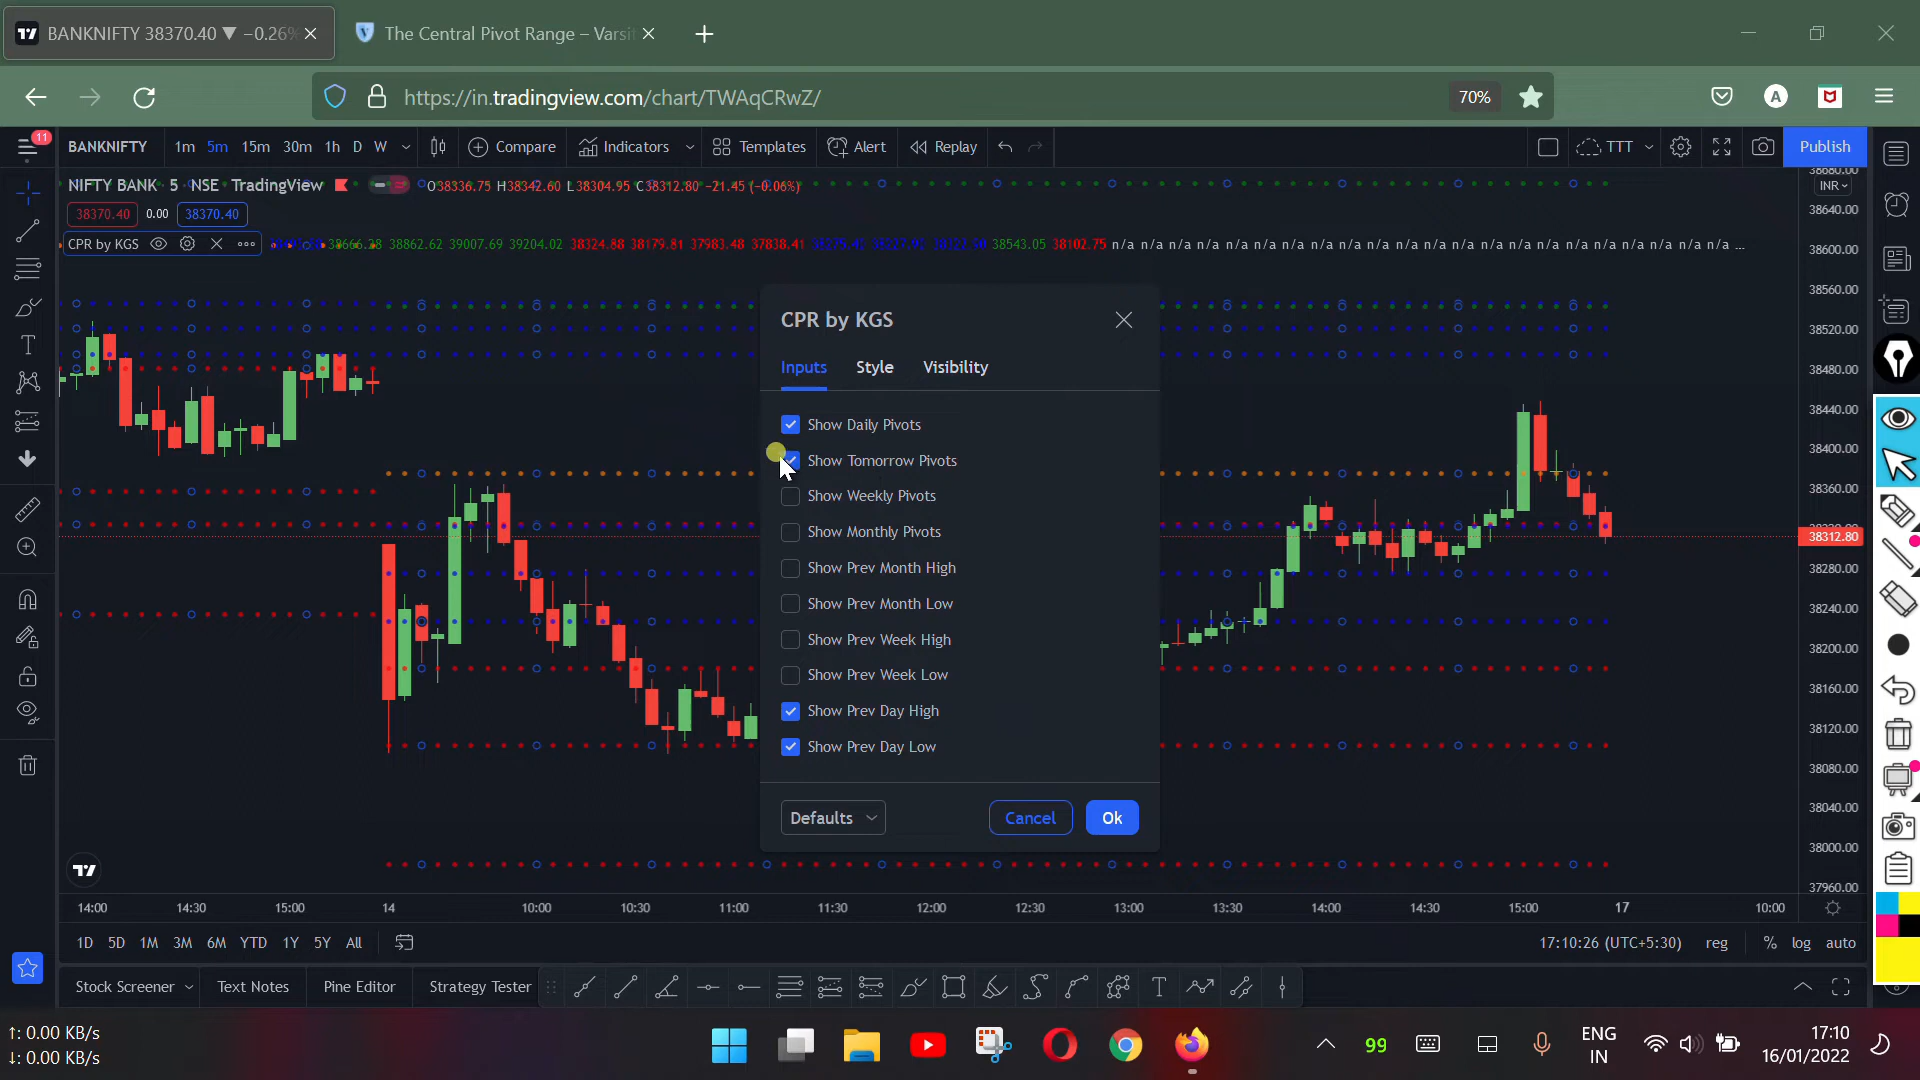 BANKNIFTY 38370.40 ▼ −0.26%
The Central Pivot Range – Varsi
https://in.tradingview.com/chart/TWAqCRwZ/
70%
A
11
BANKNIFTY 1m 5m 15m 30m 1h D W Compare Indicators Templates Alert Replay TTT Publish
NIFTY BANK 5 NSE TradingView O38336.75 H38342.60 L38304.95 C38312.80 −21.45 (−0.06%)
INR
38370.40 0.00 38370.40
CPR by KGS 38666.28 38862.62 39007.69 39204.02 38324.88 38179.81 37983.48 37838.41 38543.05 38102.75 n/a n/a n/a n/a n/a n/a n/a n/a n/a n/a n/a n/a n/a n/a n/a n/a n/a n/a n/a n/a n/a n/a ...
38680.00
38640.00
38600.00
38560.00
38520.00
38480.00
38440.00
38400.00
38360.00
38312.80
38280.00
38240.00
38200.00
38160.00
38120.00
38080.00
38040.00
38000.00
37960.00
CPR by KGS
Inputs Style Visibility
Show Daily Pivots
Show Tomorrow Pivots
Show Weekly Pivots
Show Monthly Pivots
Show Prev Month High
Show Prev Month Low
Show Prev Week High
Show Prev Week Low
Show Prev Day High
Show Prev Day Low
Defaults Cancel Ok
14:00 14:30 15:00 14 10:00 10:30 11:00 11:30 12:00 12:30 13:00 13:30 14:00 14:30 15:00 17 10:00
1D 5D 1M 3M 6M YTD 1Y 5Y All 17:10:26 (UTC+5:30) reg % log auto
Stock Screener Text Notes Pine Editor Strategy Tester
↑: 0.00 KB/s
↓: 0.00 KB/s
99
ENG
IN
17:10
16/01/2022